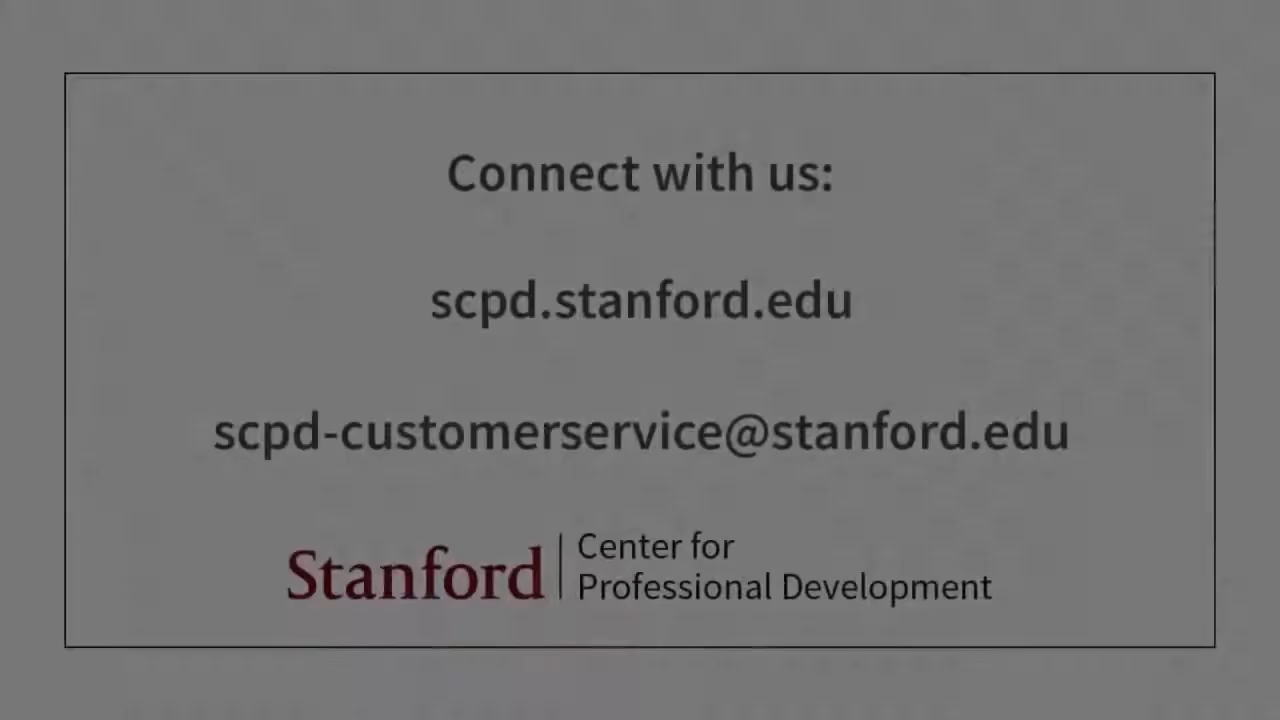 Connect with us:
scpd.stanford.edu
scpd-customerservice@stanford.edu
Stanford
Center for
Professional Development